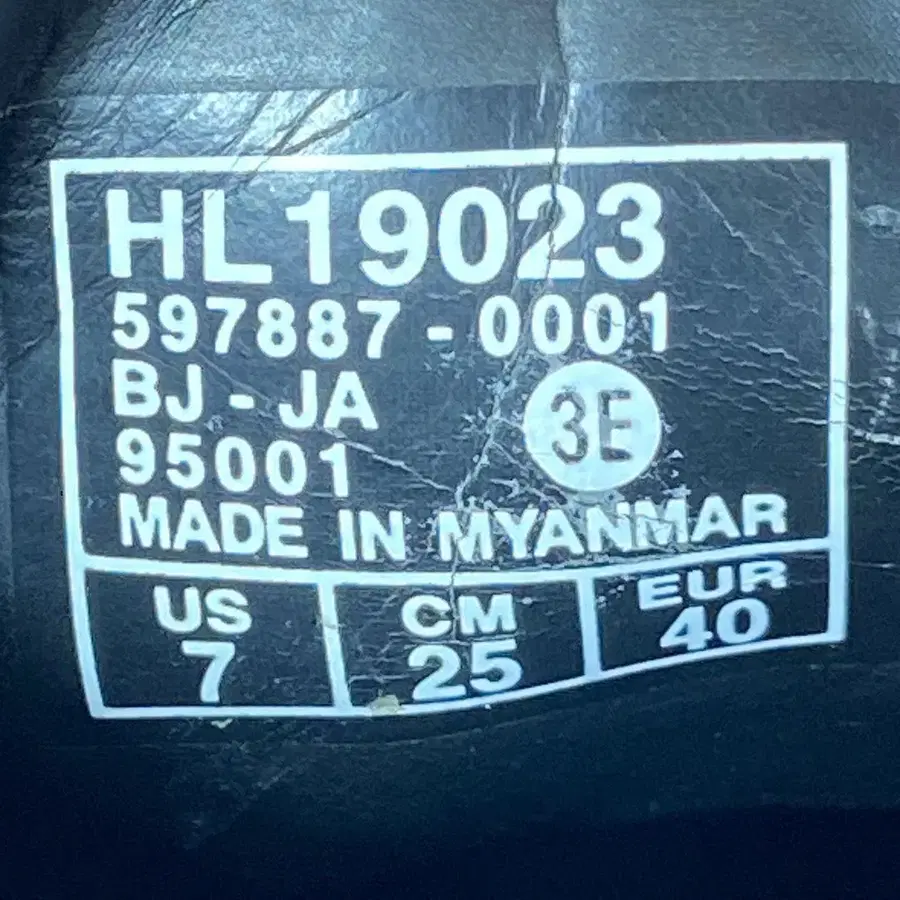 HL19023
597887-0001
BJ-JA
3E
95001
MADE IN MYANMAR
US CM EUR
7 25 40